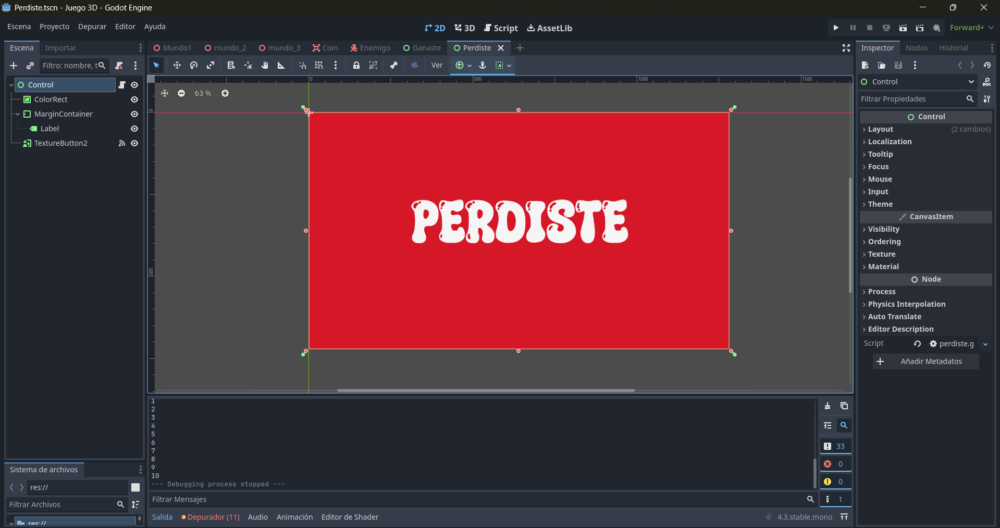 Perdiste.tscn - Juego 3D - Godot Engine
Escena Proyecto Depurar Editor Ayuda
2D 3D Script AssetLib
Forward+
Escena Importar
Filtro: nombre, t
Control
ColorRect
MarginContainer
Label
TextureButton2
Mundo1 mundo_2 mundo_3 Coin Enemigo Ganaste Perdiste
Ver
0 500 1000 1500
63 %
0
500
PERDISTE
1
2
3
4
5
6
7
8
9
10
--- Debugging process stopped ---
Filtrar Mensajes
33
0
0
1
Salida Depurador (11) Audio Animación Editor de Shader
4.3.stable.mono
Sistema de archivos
res://
Filtrar Archivos
res://
Inspector Nodos Historial
Control
Filtrar Propiedades
DOC
Control
Layout (2 cambios)
Localization
Tooltip
Focus
Mouse
Input
Theme
CanvasItem
Visibility
Ordering
Texture
Material
Node
Process
Physics Interpolation
Auto Translate
Editor Description
Script perdiste.g
Añadir Metadatos